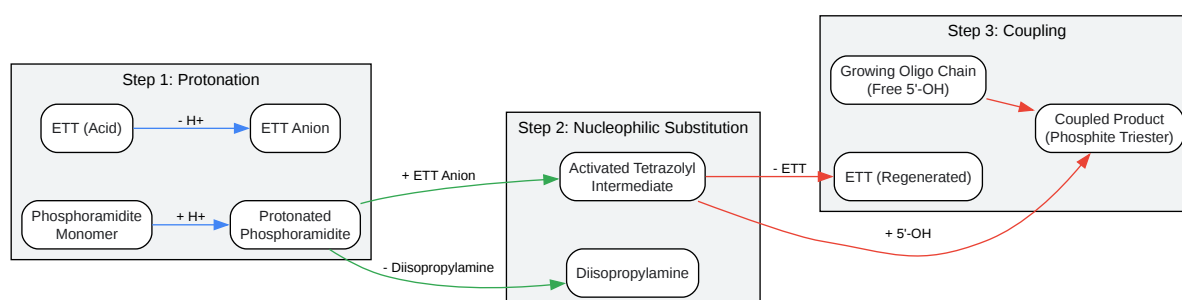 Step 1: Protonation
ETT (Acid)
- H+
ETT Anion
Phosphoramidite
Monomer
+ H+
Protonated
Phosphoramidite
+ ETT Anion
- Diisopropylamine
Step 2: Nucleophilic Substitution
Activated Tetrazolyl
Intermediate
Diisopropylamine
- ETT
+ 5'-OH
Step 3: Coupling
Growing Oligo Chain
(Free 5'-OH)
Coupled Product
(Phosphite Triester)
ETT (Regenerated)